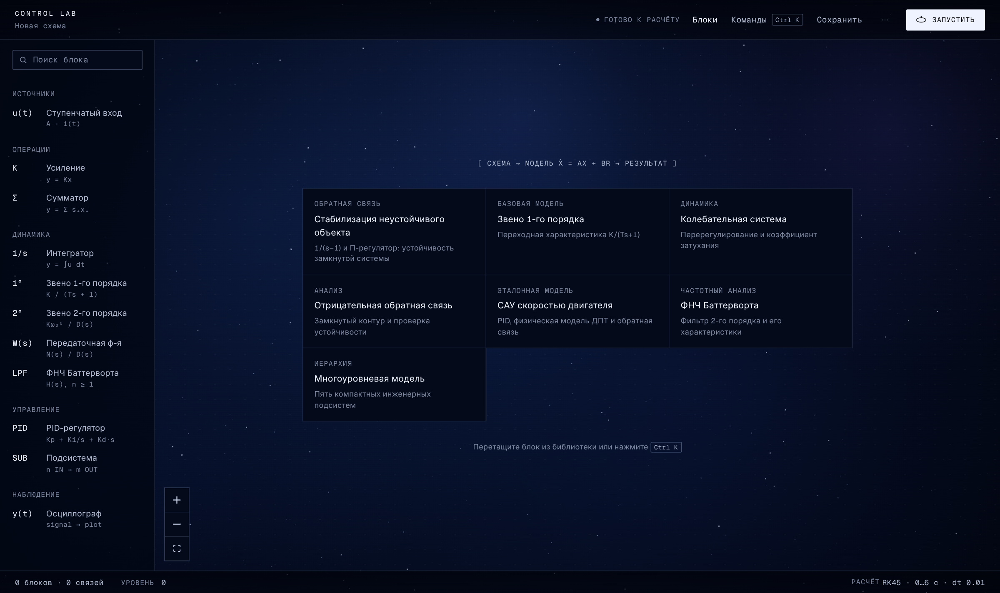 CONTROL LAB
Новая схема
ГОТОВО К РАСЧЁТУ
Блоки
Команды Ctrl K
Сохранить
···
ЗАПУСТИТЬ
Поиск блока
ИСТОЧНИКИ
u(t) Ступенчатый вход
A · 1(t)
ОПЕРАЦИИ
K Усиление
y = Kx
Σ Сумматор
y = Σ sᵢxᵢ
ДИНАМИКА
1/s Интегратор
y = ∫u dt
1° Звено 1-го порядка
K / (Ts + 1)
2° Звено 2-го порядка
Kω₀² / D(s)
W(s) Передаточная ф-я
N(s) / D(s)
LPF ФНЧ Баттерворта
H(s), n ≥ 1
УПРАВЛЕНИЕ
PID PID-регулятор
Kp + Ki/s + Kd·s
SUB Подсистема
n IN → m OUT
НАБЛЮДЕНИЕ
y(t) Осциллограф
signal → plot
[ СХЕМА → МОДЕЛЬ Ẋ = AX + BR → РЕЗУЛЬТАТ ]
ОБРАТНАЯ СВЯЗЬ
Стабилизация неустойчивого
объекта
1/(s−1) и П-регулятор: устойчивость
замкнутой системы
БАЗОВАЯ МОДЕЛЬ
Звено 1-го порядка
Переходная характеристика K/(Ts+1)
ДИНАМИКА
Колебательная система
Перерегулирование и коэффициент
затухания
АНАЛИЗ
Отрицательная обратная связь
Замкнутый контур и проверка
устойчивости
ЭТАЛОННАЯ МОДЕЛЬ
САУ скоростью двигателя
PID, физическая модель ДПТ и обратная
связь
ЧАСТОТНЫЙ АНАЛИЗ
ФНЧ Баттерворта
Фильтр 2-го порядка и его
характеристики
ИЕРАРХИЯ
Многоуровневая модель
Пять компактных инженерных
подсистем
Перетащите блок из библиотеки или нажмите Ctrl K
0 блоков · 0 связей УРОВЕНЬ 0
РАСЧЁТ RK45 · 0…6 с · dt 0.01